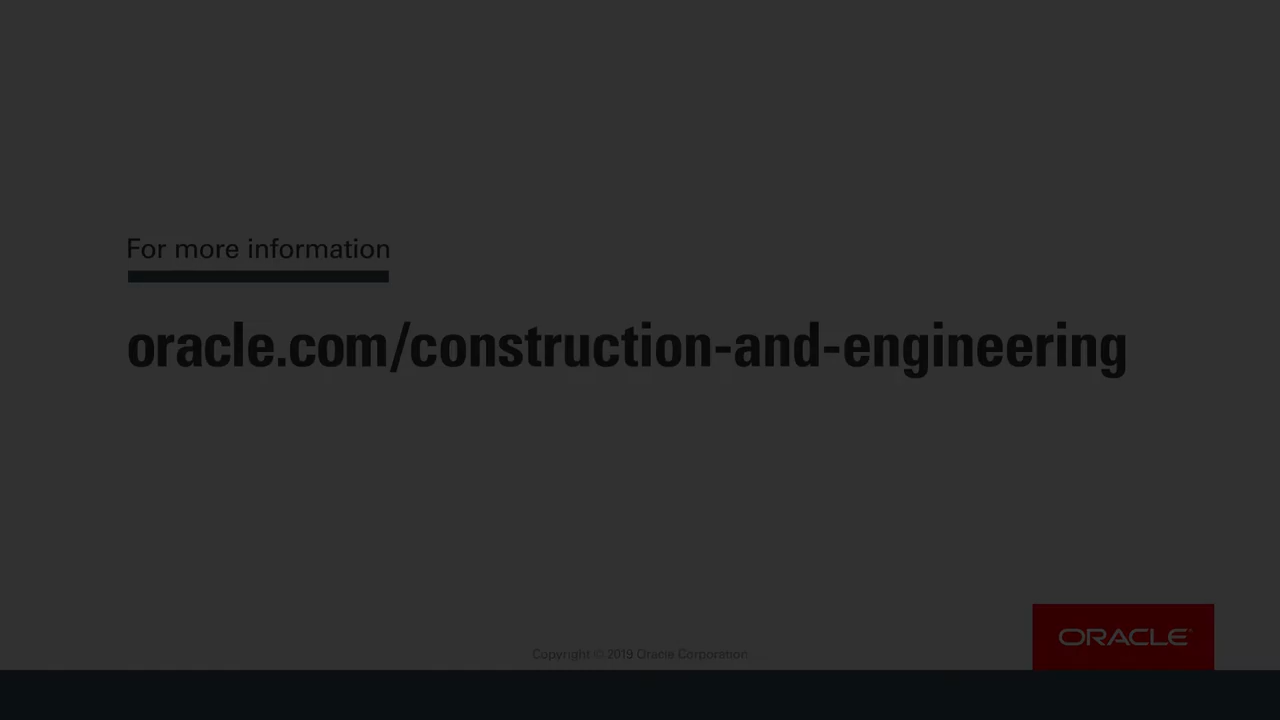 For more information
oracle.com/construction-and-engineering
ORACLE
Copyright © 2019 Oracle Corporation